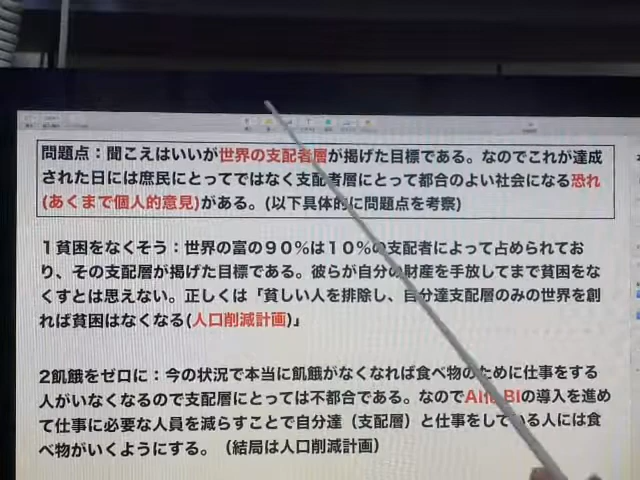 問題点：聞こえはいいが世界の支配者層が掲げた目標である。なのでこれが達成
された日には庶民にとってではなく支配者層にとって都合のよい社会になる恐れ
(あくまで個人的意見)がある。(以下具体的に問題点を考察)
１貧困をなくそう：世界の富の９０％は１０％の支配者によって占められてお
り、その支配層が掲げた目標である。彼らが自分の財産を手放してまで貧困をな
くすとは思えない。正しくは「貧しい人を排除し、自分達支配層のみの世界を創
れば貧困はなくなる(人口削減計画)」
2飢餓をゼロに：今の状況で本当に飢餓がなくなれば食べ物のために仕事をする
人がいなくなるので支配層にとっては不都合である。なのでAI化 BIの導入を進め
て仕事に必要な人員を減らすことで自分達（支配層）と仕事をしている人には食
べ物がいくようにする。（結局は人口削減計画）